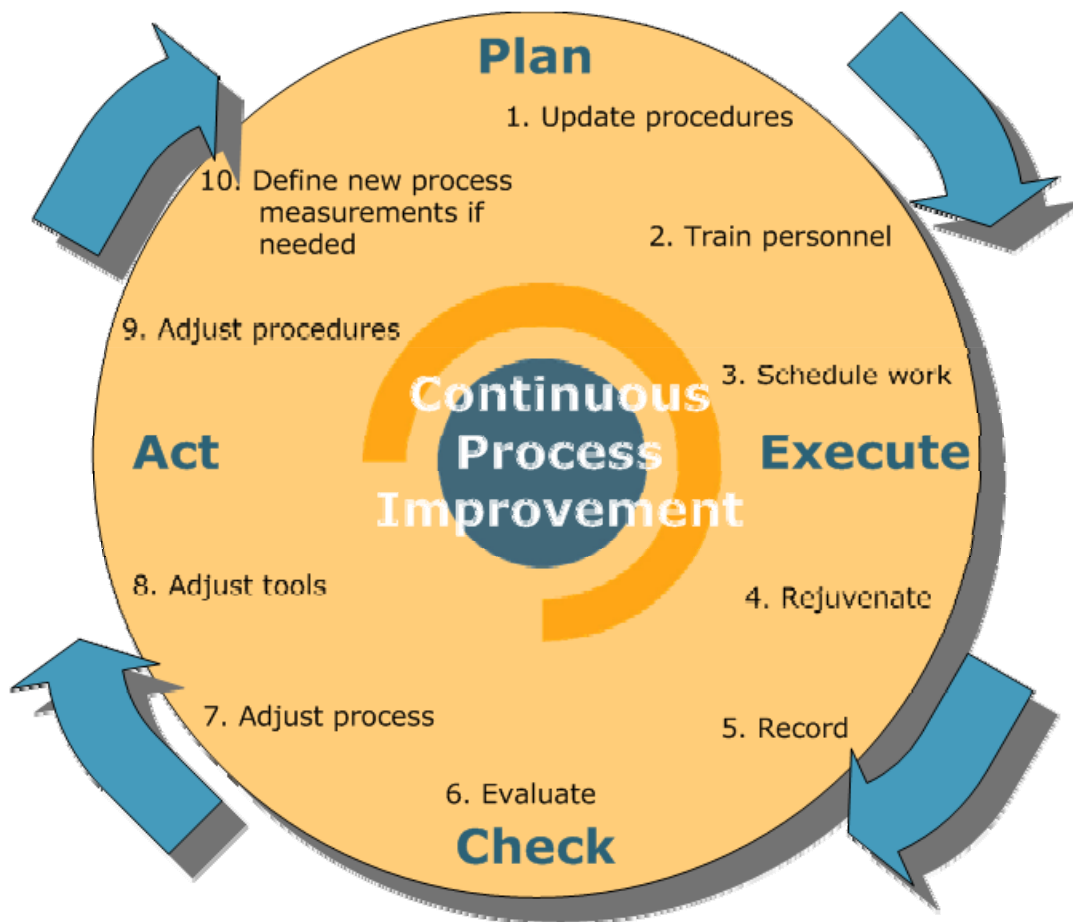 Plan
1. Update procedures
2. Train personnel
3. Schedule work
Execute
4. Rejuvenate
5. Record
6. Evaluate
Check
7. Adjust process
8. Adjust tools
Act
9. Adjust procedures
10. Define new process
measurements if
needed
Continuous
Process
Improvement